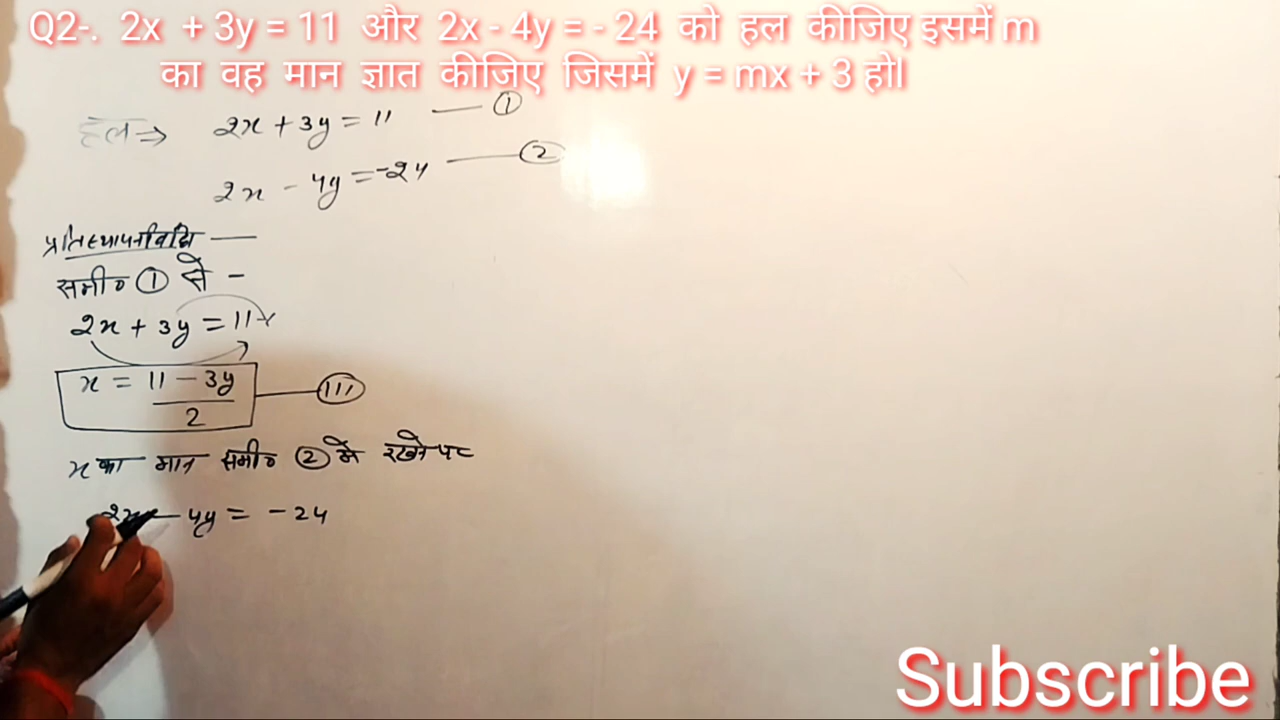 Q2-. 2x + 3y = 11 और 2x - 4y = - 24 को हल कीजिए इसमें m
का वह मान ज्ञात कीजिए जिसमें y = mx + 3 हो।
हल ⇒ 2x + 3y = 11 — ①
2x - 4y = -24 — ②
प्रतिस्थापन विधि —
समी० ① से -
2x + 3y = 11
x = 11 - 3y / 2 — (III)
x का मान समी० ② में रखने पर
2x - 4y = - 24
Subscribe